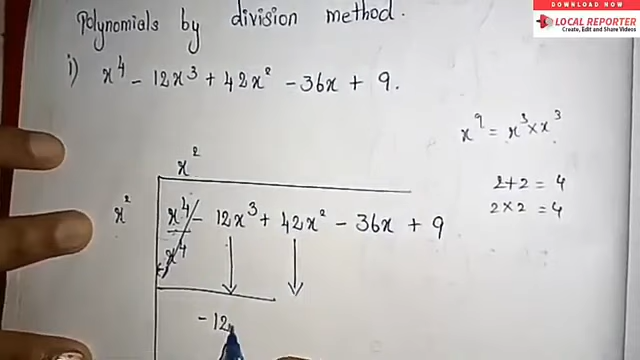 DOWNLOAD NOW
LOCAL REPORTER
Create, Edit and Share Videos
Polynomials by division method.
i) x⁴ - 12x³ + 42x² - 36x + 9.
x⁹ = x³ × x³
2+2 = 4
2×2 = 4
x²
x² x⁴ - 12x³ + 42x² - 36x + 9
(-) x⁴
-12